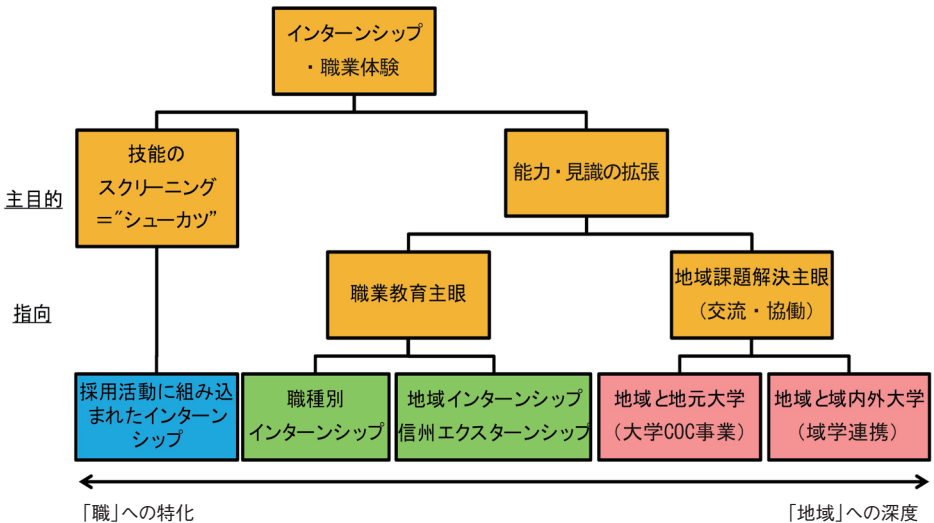 インターンシップ
・職業体験
主目的
技能の
スクリーニング
＝″シューカツ”
能力・見識の拡張
指向
職業教育主眼
地域課題解決主眼
（交流・協働）
採用活動に組み込
まれたインターン
シップ
職種別
インターンシップ
地域インターンシップ
信州エクスターンシップ
地域と地元大学
（大学COC事業）
地域と域内外大学
（域学連携）
「職」への特化
「地域」への深度